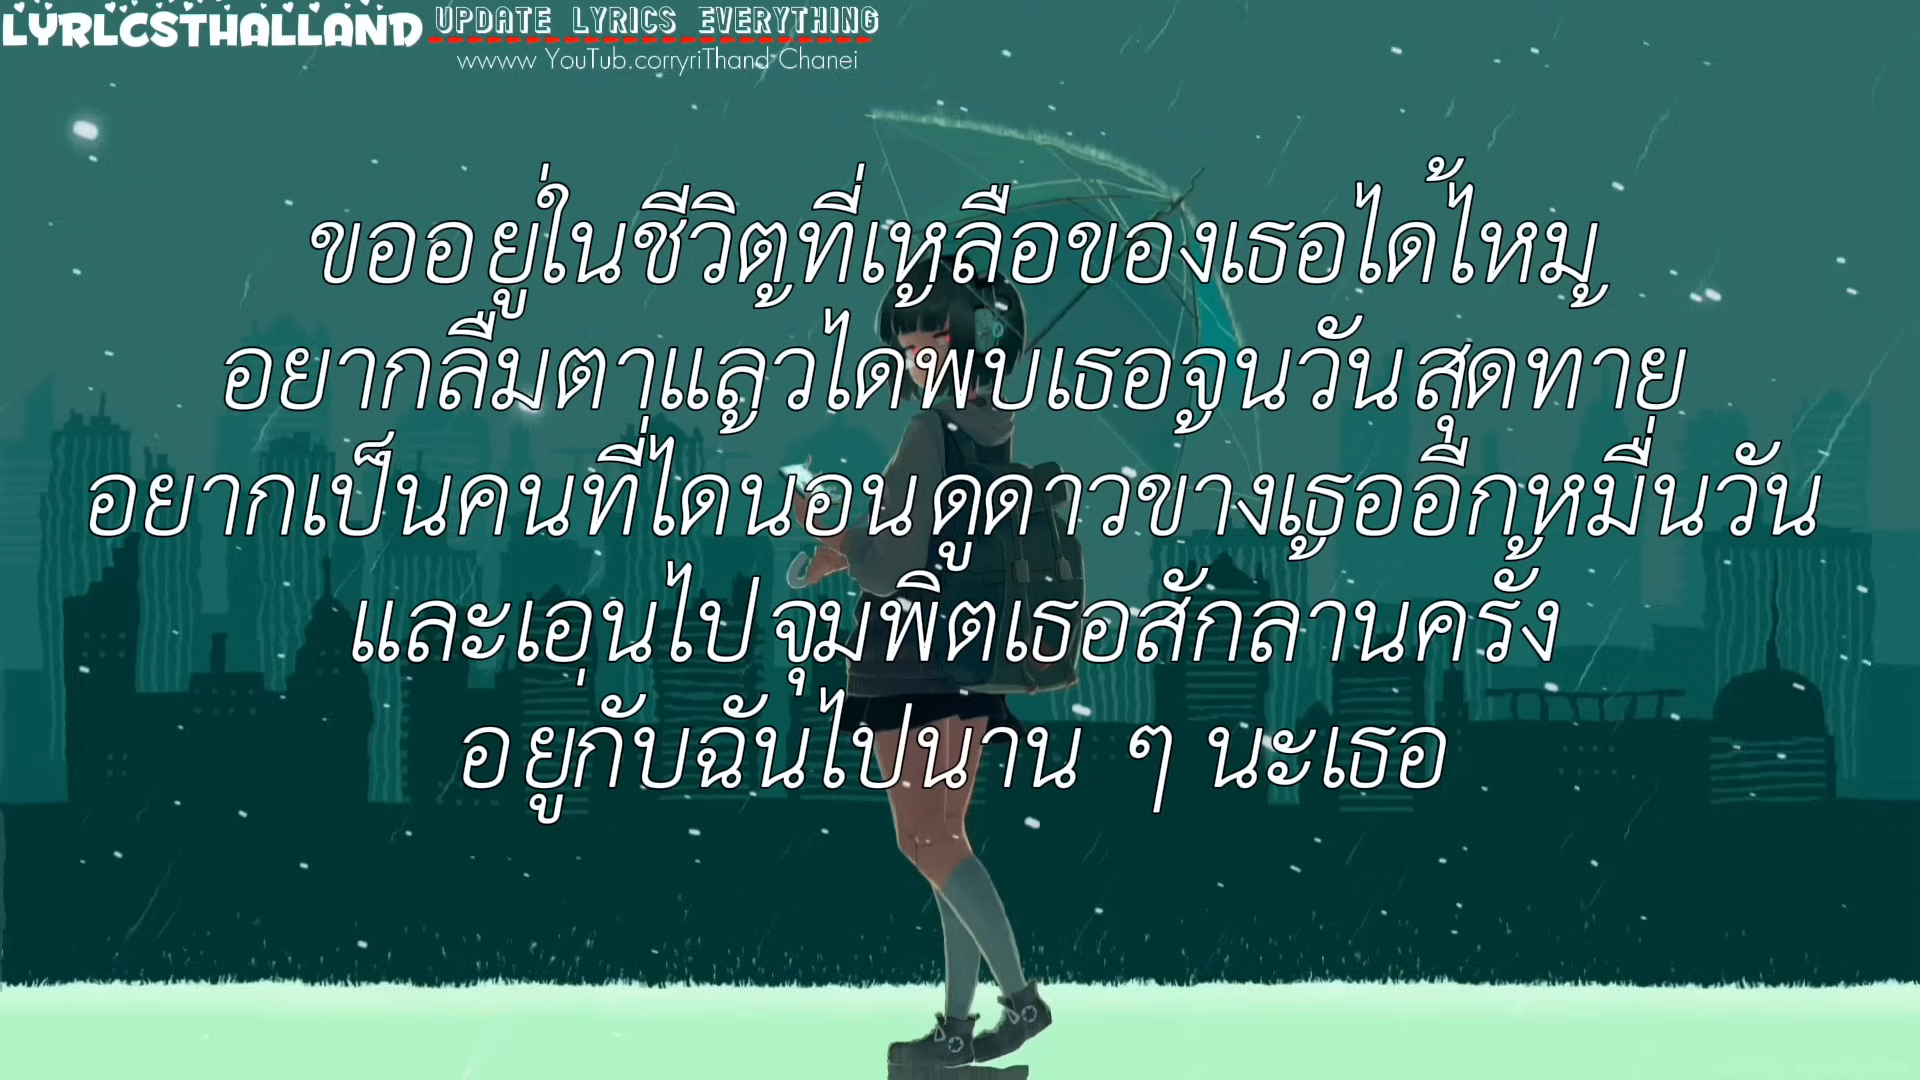 LYRLCSTHALLAND
UPDATE LYRICS EVERYTHING
wwww YouTub.corryriThand Chanei
ขออยู่ในชีวิตที่เหลือของเธอได้ไหม
อยากลืมตาแล้วได้พบเธอจนวันสุดท้าย
อยากเป็นคนที่ได้นอนดูดาวข้างเธออีกหมื่นวัน
และเอ่นไปจุมพิตเธอสักล้านครั้ง
อยู่กับฉันไปนาน ๆ นะเธอ